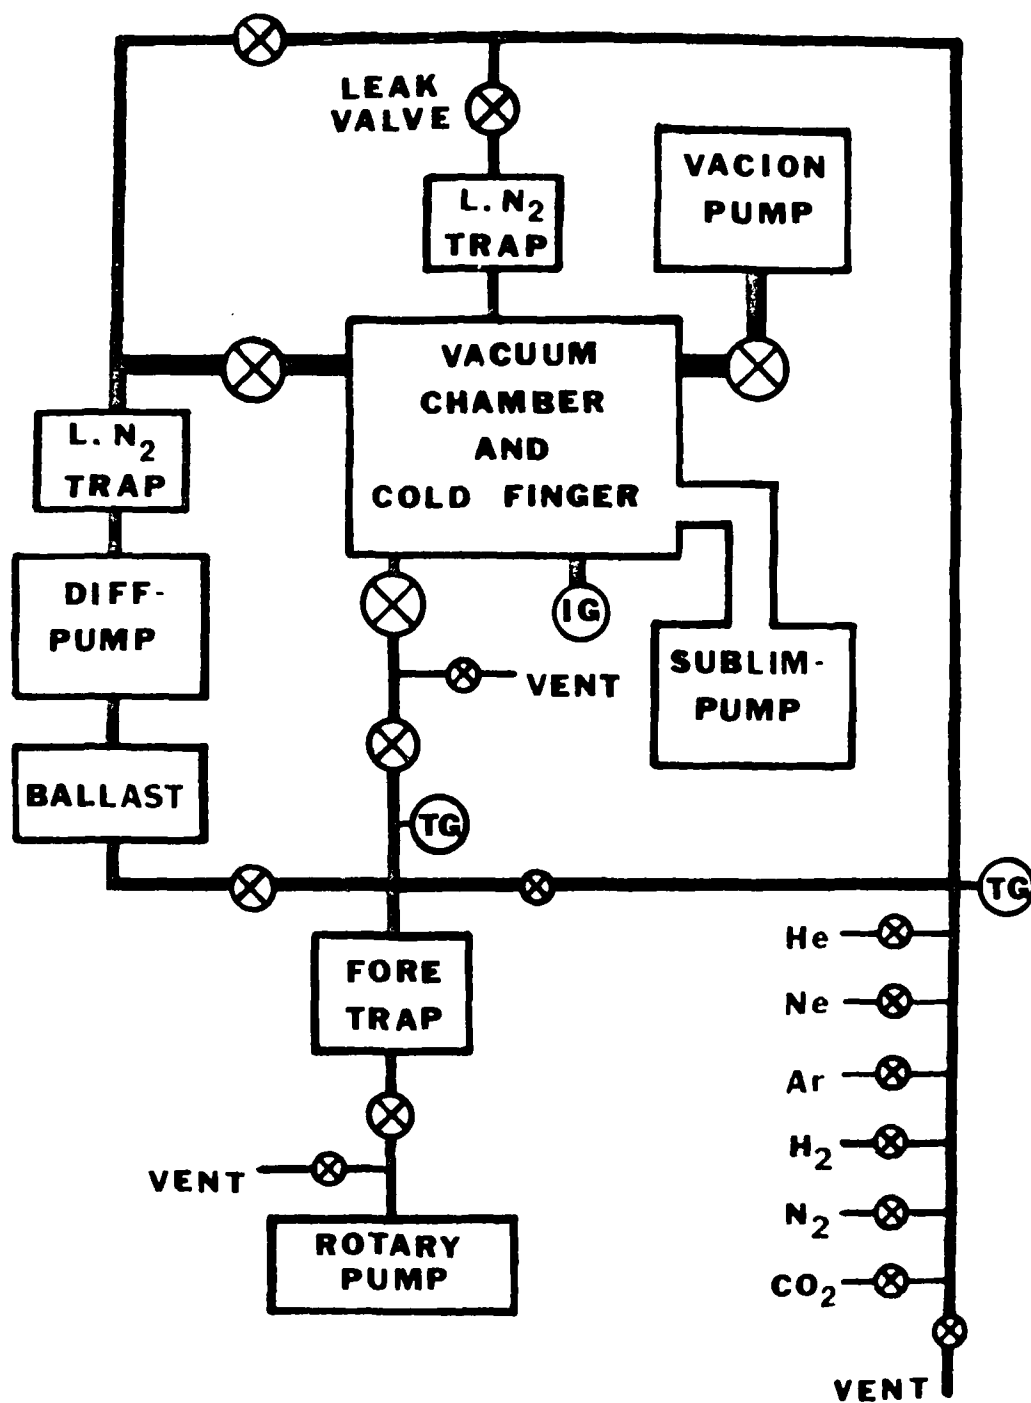 LEAK
VALVE
VACION
PUMP
L. N2
TRAP
VACUUM
CHAMBER
AND
COLD FINGER
L. N2
TRAP
DIFF-
PUMP
IG
VENT
SUBLIM-
PUMP
BALLAST
TG
TG
He
Ne
Ar
H2
N2
CO2
VENT
FORE
TRAP
VENT
ROTARY
PUMP